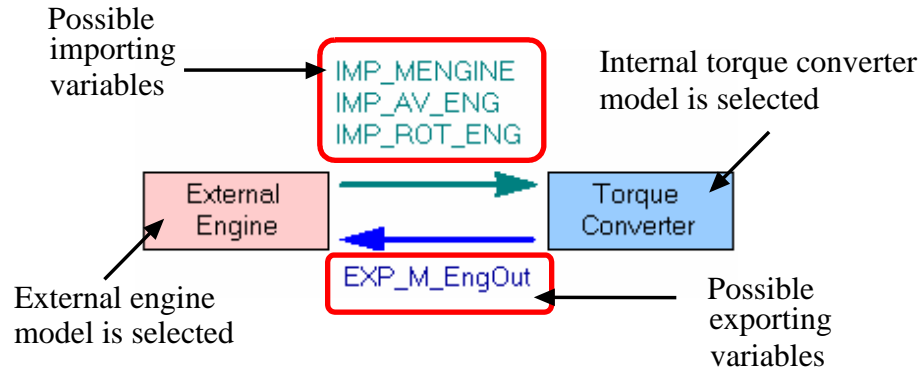 Possible
importing
variables
IMP_MENGINE
IMP_AV_ENG
IMP_ROT_ENG
Internal torque converter
model is selected
External
Engine
Torque
Converter
EXP_M_EngOut
External engine
model is selected
Possible
exporting
variables